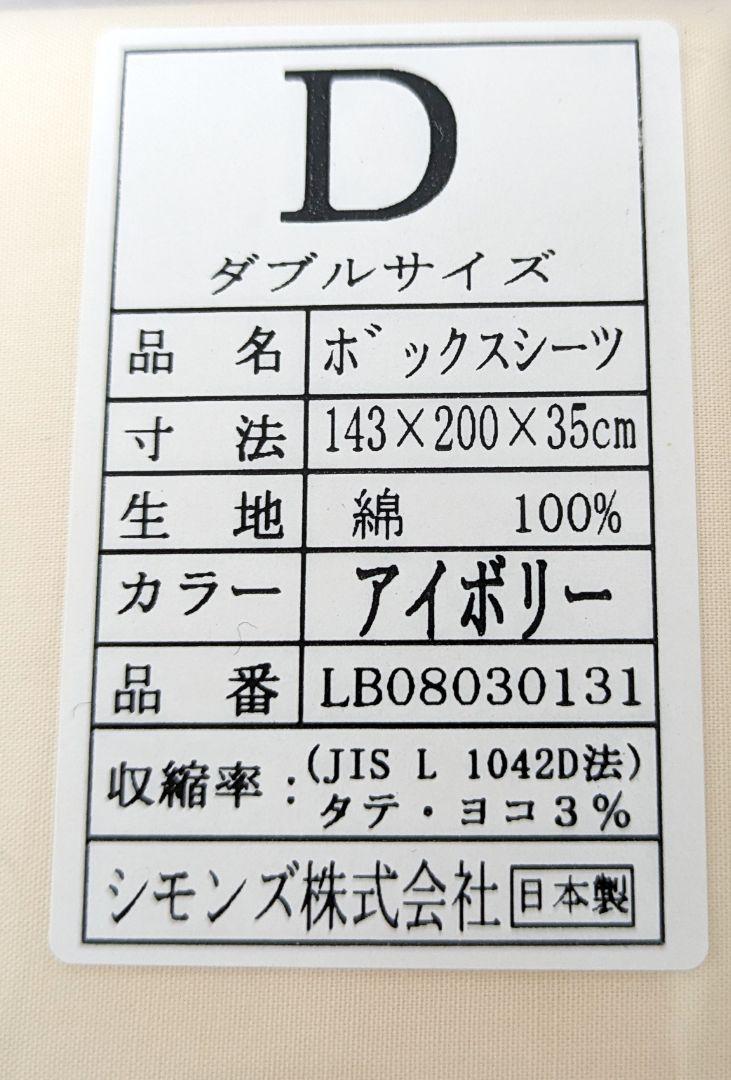 D
ダブルサイズ
品名 ボックスシーツ
寸法 143×200×35cm
生地 綿 100%
カラー アイボリー
品番 LB08030131
収縮率:(JIS L 1042D法)
タテ・ヨコ3%
シモンズ株式会社 日本製